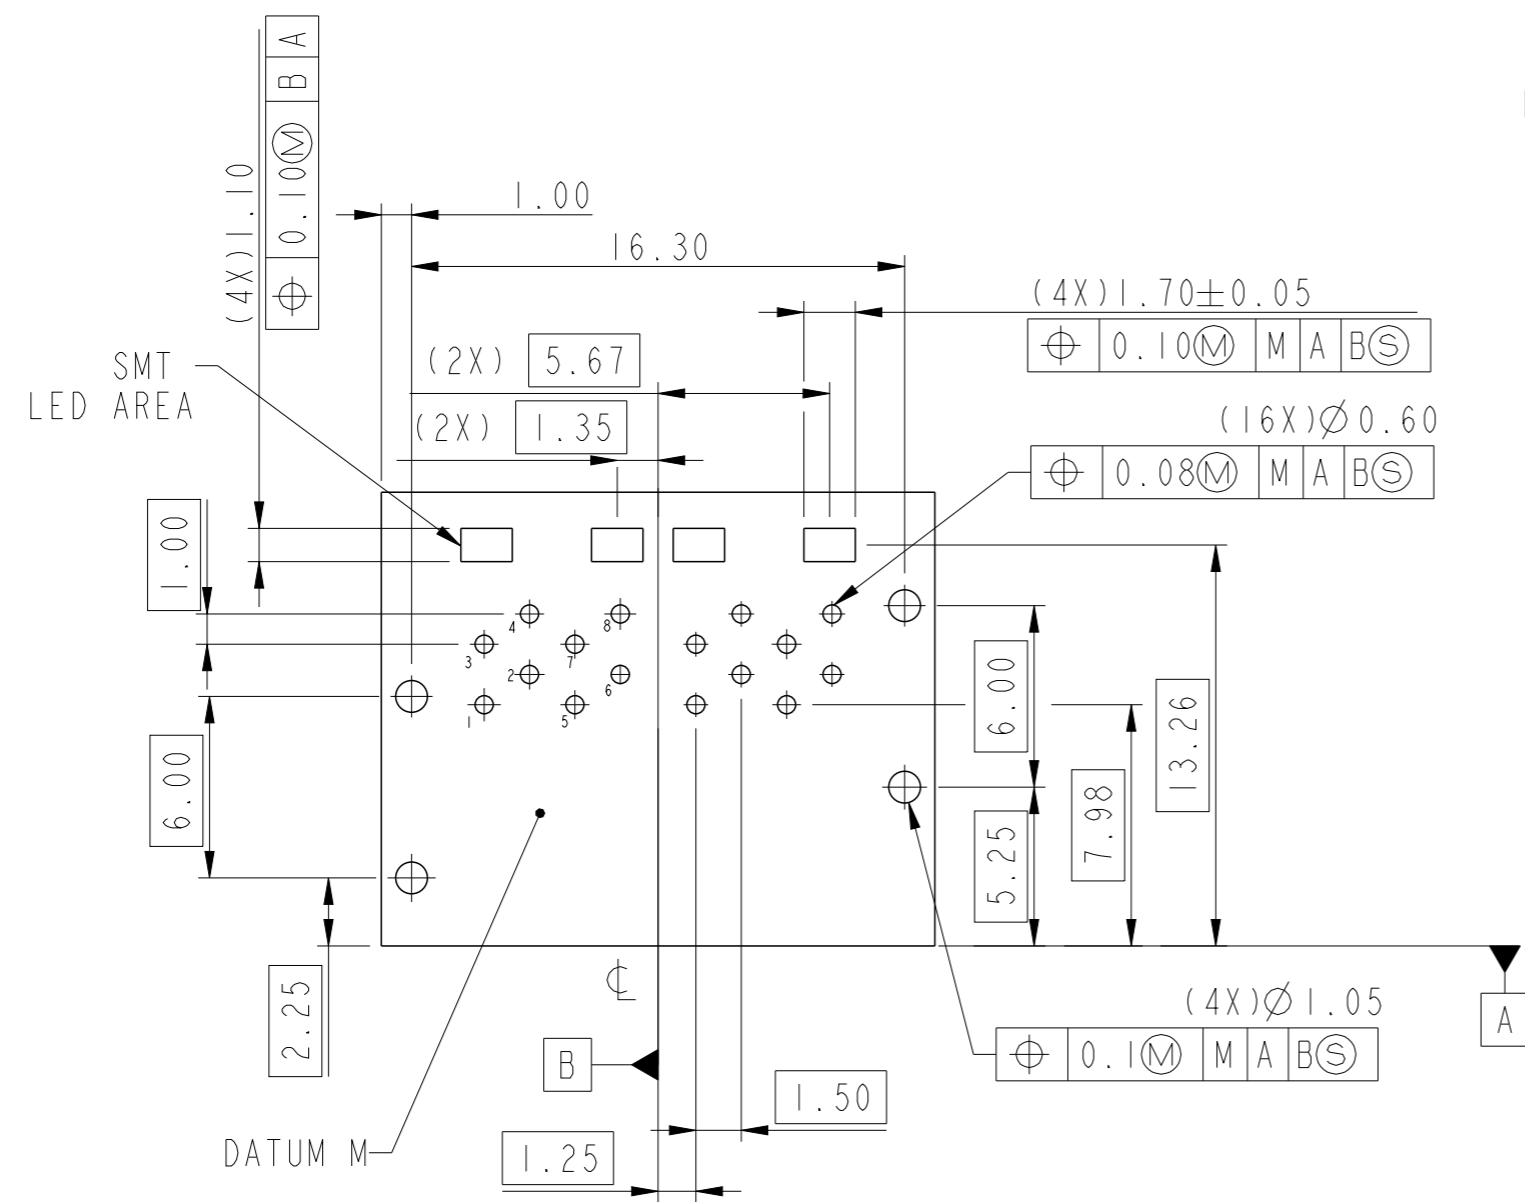 (4X)1.10
⌖ 0.10Ⓜ B A
1.00
16.30
(4X)1.70±0.05
⌖ 0.10Ⓜ M A BⓈ
(2X) 5.67
(2X) 1.35
SMT
LED AREA
(16X)∅0.60
⌖ 0.08Ⓜ M A BⓈ
1.00
4
8
3
7
2
6
1
5
6.00
6.00
13.26
7.98
5.25
2.25
℄
(4X)∅1.05
⌖ 0.1Ⓜ M A BⓈ
A
B
1.50
DATUM M
1.25